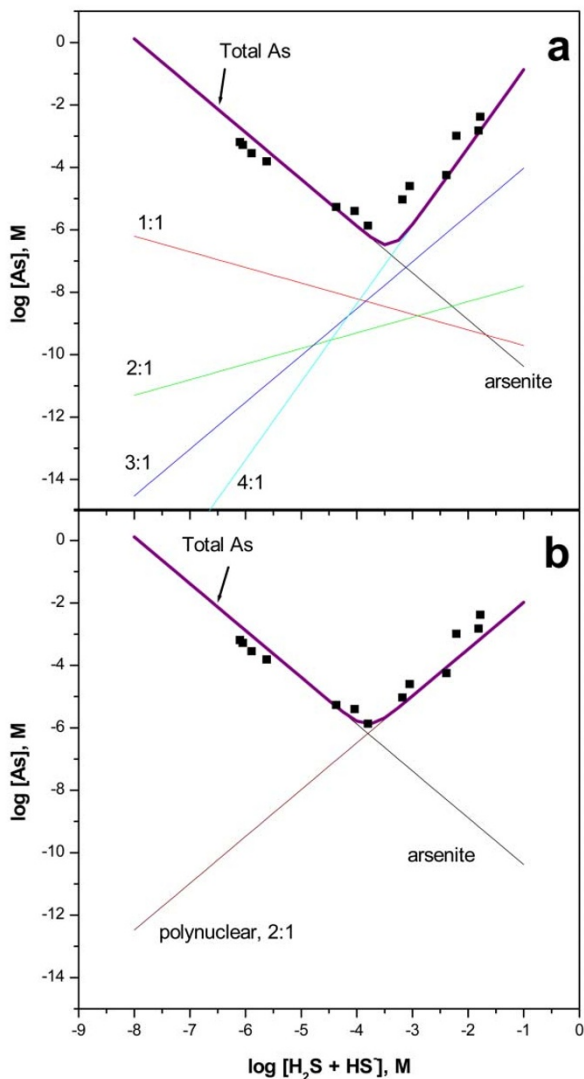 a
Total As
0
-2
-4
-6
-8
-10
-12
-14
log [As], M
1:1
2:1
3:1
4:1
arsenite
b
Total As
0
-2
-4
-6
-8
-10
-12
-14
log [As], M
arsenite
polynuclear, 2:1
-9 -8 -7 -6 -5 -4 -3 -2 -1 0
log [H₂S + HS⁻], M